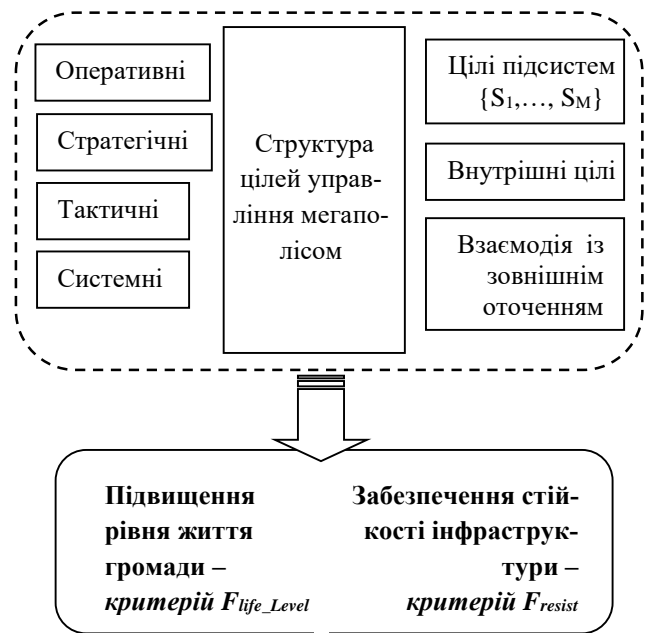 Оперативні
Стратегічні
Тактичні
Системні
Структура
цілей управ-
ління мегапо-
лісом
Цілі підсистем
{S1,…, SM}
Внутрішні цілі
Взаємодія із
зовнішнім
оточенням
Підвищення
рівня життя
громади –
критерій Flife_Level
Забезпечення стій-
кості інфраструк-
тури –
критерій Fresist